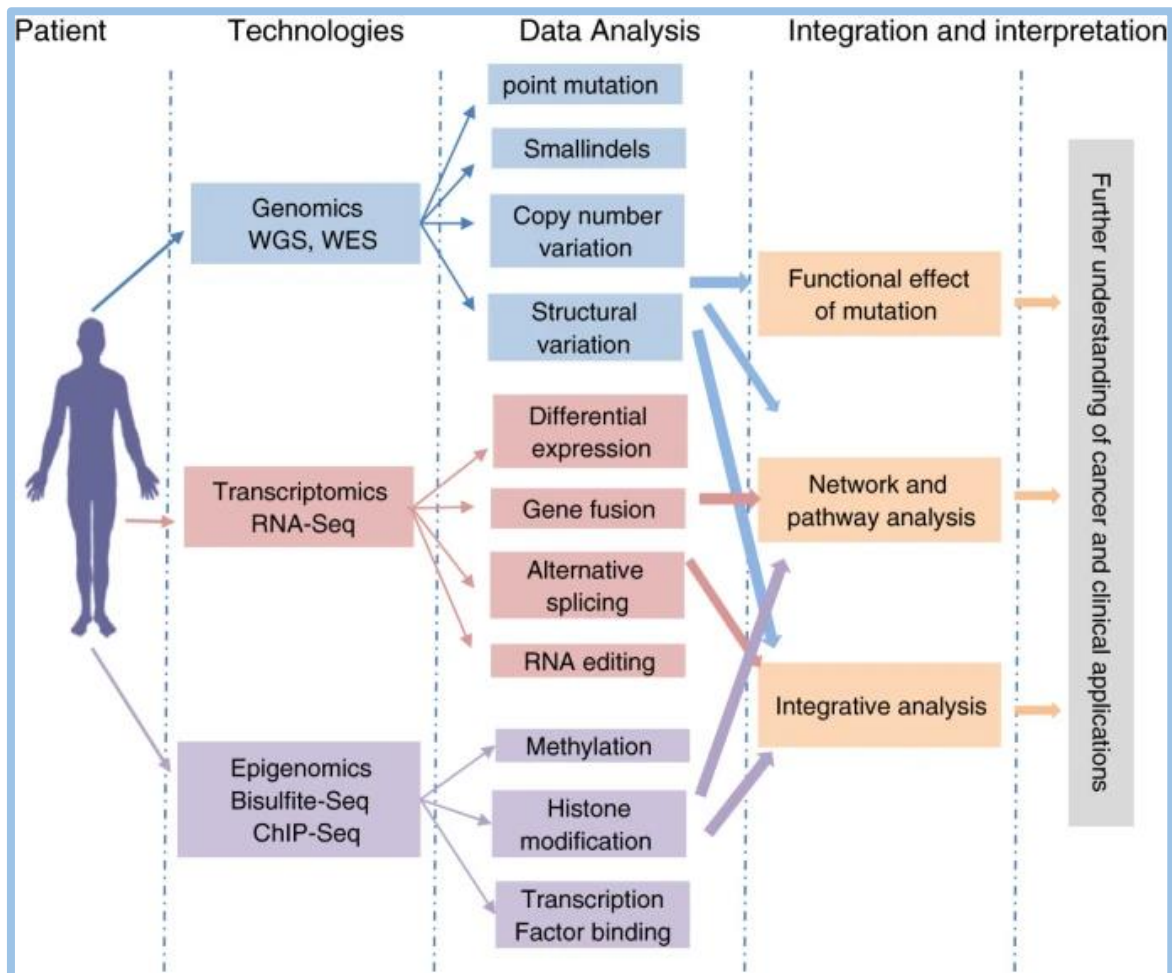 Patient
Technologies
Data Analysis
Integration and interpretation
point mutation
Smallindels
Copy number
variation
Structural
variation
Genomics
WGS, WES
Functional effect
of mutation
Differential
expression
Gene fusion
Alternative
splicing
RNA editing
Transcriptomics
RNA-Seq
Network and
pathway analysis
Integrative analysis
Methylation
Histone
modification
Transcription
Factor binding
Epigenomics
Bisulfite-Seq
ChIP-Seq
Further understanding of cancer and clinical applications